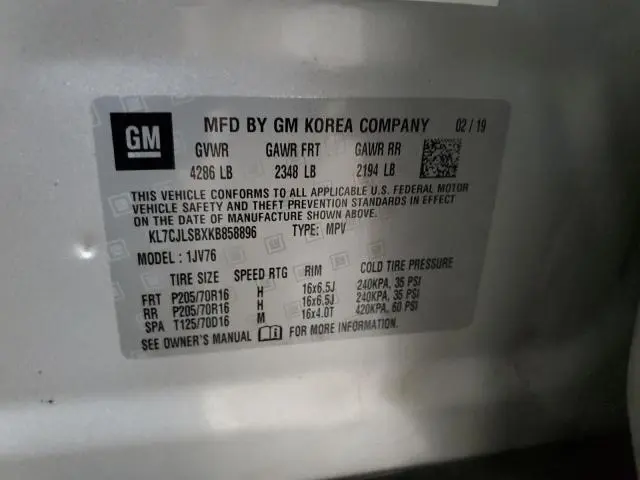 GM
MFD BY GM KOREA COMPANY 02 / 19
GVWR GAWR FRT GAWR RR
4286 LB 2348 LB 2194 LB
THIS VEHICLE CONFORMS TO ALL APPLICABLE U.S. FEDERAL MOTOR
VEHICLE SAFETY AND THEFT PREVENTION STANDARDS IN EFFECT
ON THE DATE OF MANUFACTURE SHOWN ABOVE.
KL7CJLSBXKB858896 TYPE: MPV
MODEL : 1JV76
TIRE SIZE SPEED RTG RIM COLD TIRE PRESSURE
FRT P205/70R16 H 16x6.5J 240KPA, 35 PSI
RR P205/70R16 H 16x6.5J 240KPA, 35 PSI
SPA T125/70D16 M 16x4.0T 420KPA, 60 PSI
SEE OWNER'S MANUAL FOR MORE INFORMATION.